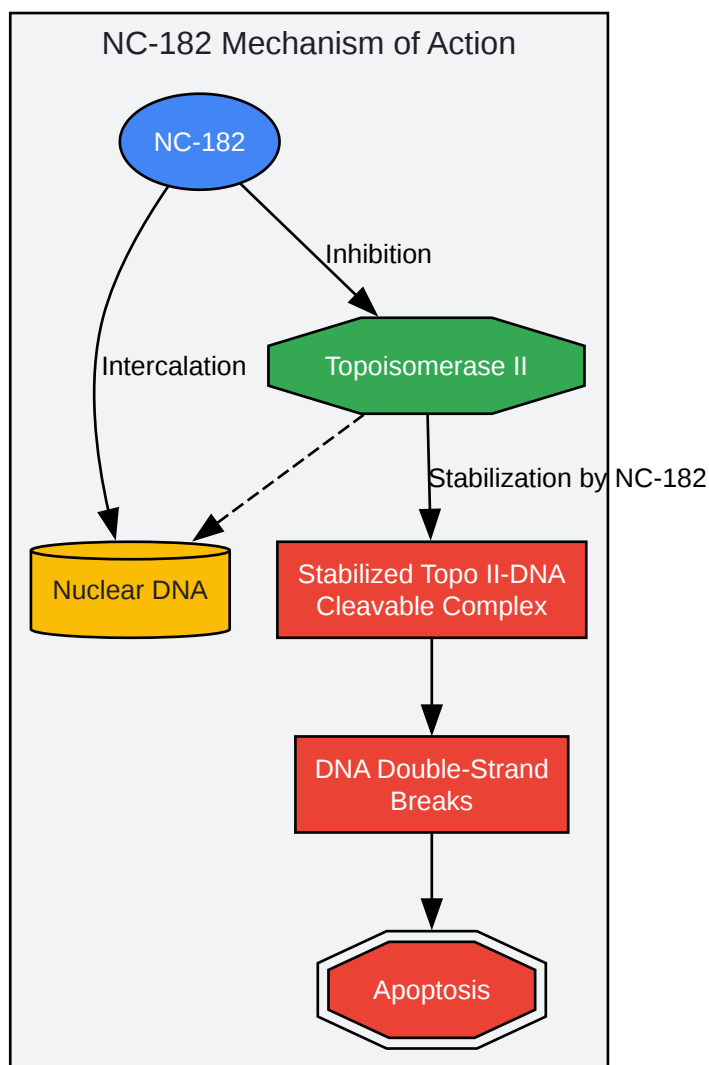 NC-182 Mechanism of Action
NC-182
Inhibition
Intercalation
Topoisomerase II
Stabilization by NC-182
Nuclear DNA
Stabilized Topo II-DNA
Cleavable Complex
DNA Double-Strand
Breaks
Apoptosis